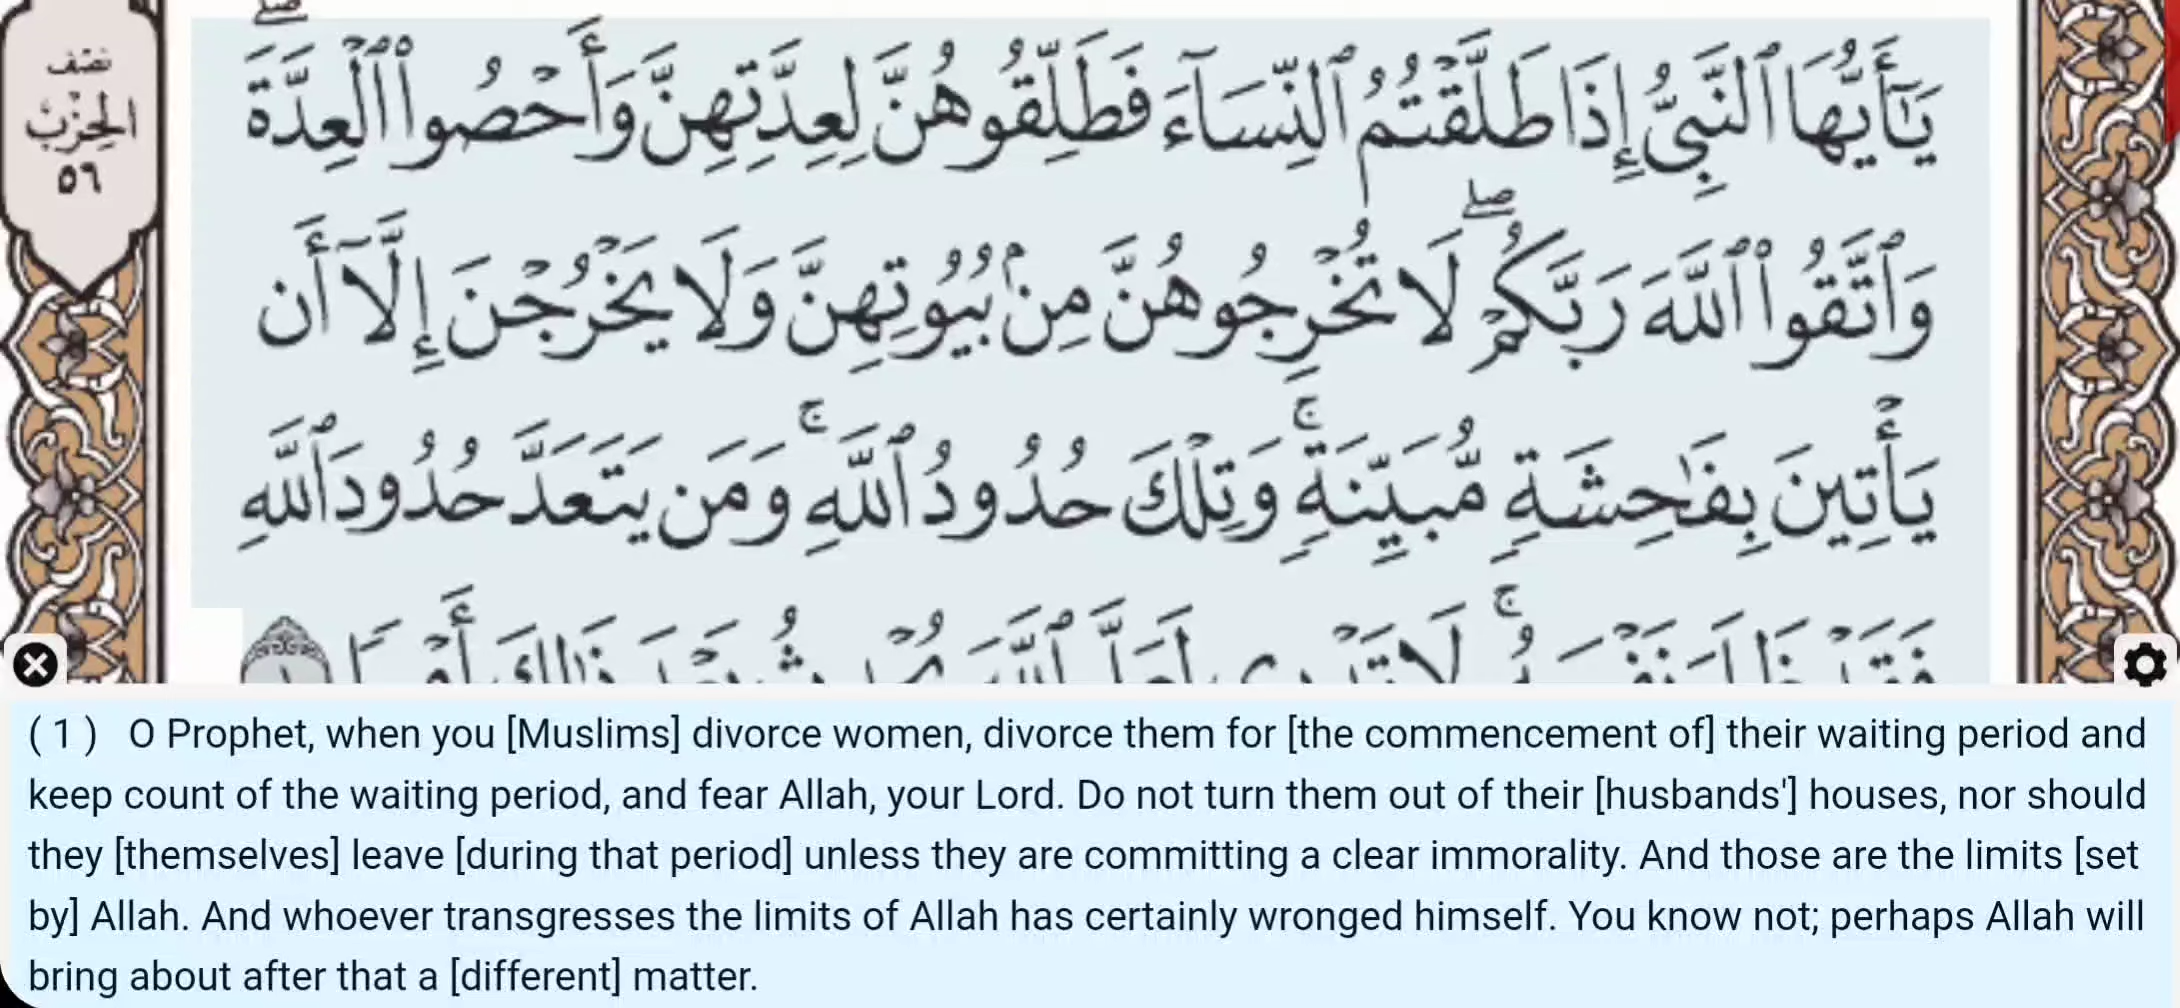 نصف
الحزب
٥٦
يَٰٓأَيُّهَا ٱلنَّبِيُّ إِذَا طَلَّقۡتُمُ ٱلنِّسَآءَ فَطَلِّقُوهُنَّ لِعِدَّتِهِنَّ وَأَحۡصُواْ ٱلۡعِدَّةَۖ
وَٱتَّقُواْ ٱللَّهَ رَبَّكُمۡۖ لَا تُخۡرِجُوهُنَّ مِنۢ بُيُوتِهِنَّ وَلَا يَخۡرُجۡنَ إِلَّآ أَن
يَأۡتِينَ بِفَٰحِشَةٖ مُّبَيِّنَةٖۚ وَتِلۡكَ حُدُودُ ٱللَّهِۚ وَمَن يَتَعَدَّ حُدُودَ ٱللَّهِ
فَقَدۡ ظَلَمَ نَفۡسَهُۥۚ لَا تَدۡرِي لَعَلَّ ٱللَّهَ يُحۡدِثُ بَعۡدَ ذَٰلِكَ أَمۡرٗا
(1) O Prophet, when you [Muslims] divorce women, divorce them for [the commencement of] their waiting period and
keep count of the waiting period, and fear Allah, your Lord. Do not turn them out of their [husbands'] houses, nor should
they [themselves] leave [during that period] unless they are committing a clear immorality. And those are the limits [set
by] Allah. And whoever transgresses the limits of Allah has certainly wronged himself. You know not; perhaps Allah will
bring about after that a [different] matter.